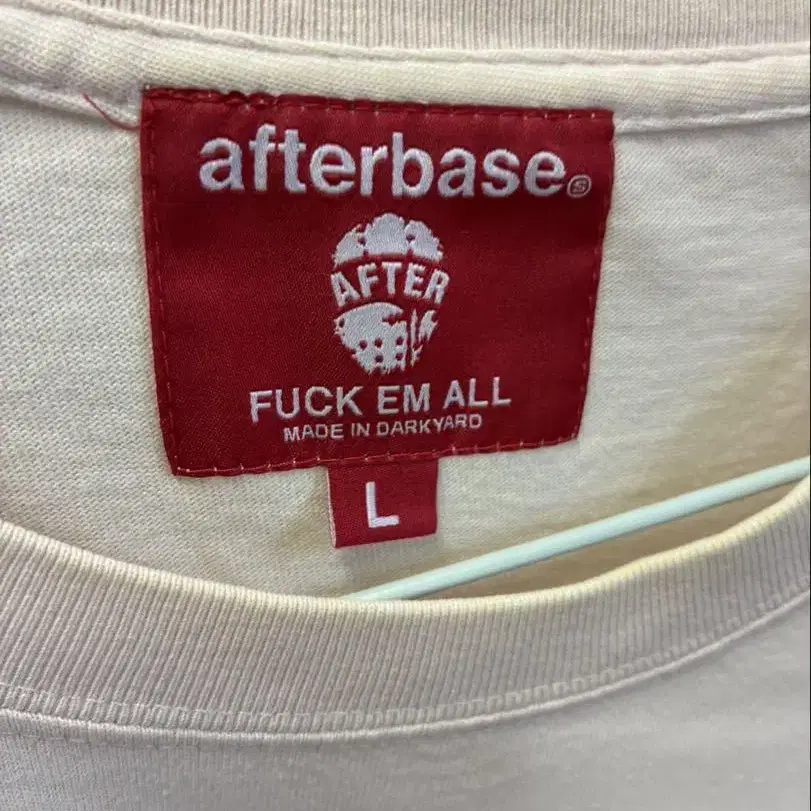 afterbase®
AFTER
FUCK EM ALL
MADE IN DARKYARD
L